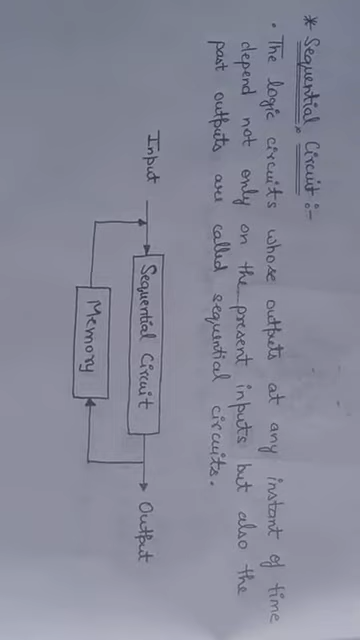 * Sequential Circuit :-
• The logic circuits whose outputs at any instant of time
depend not only on the present inputs but also the
past outputs are called sequential circuits.
Input
Sequential Circuit
Output
Memory